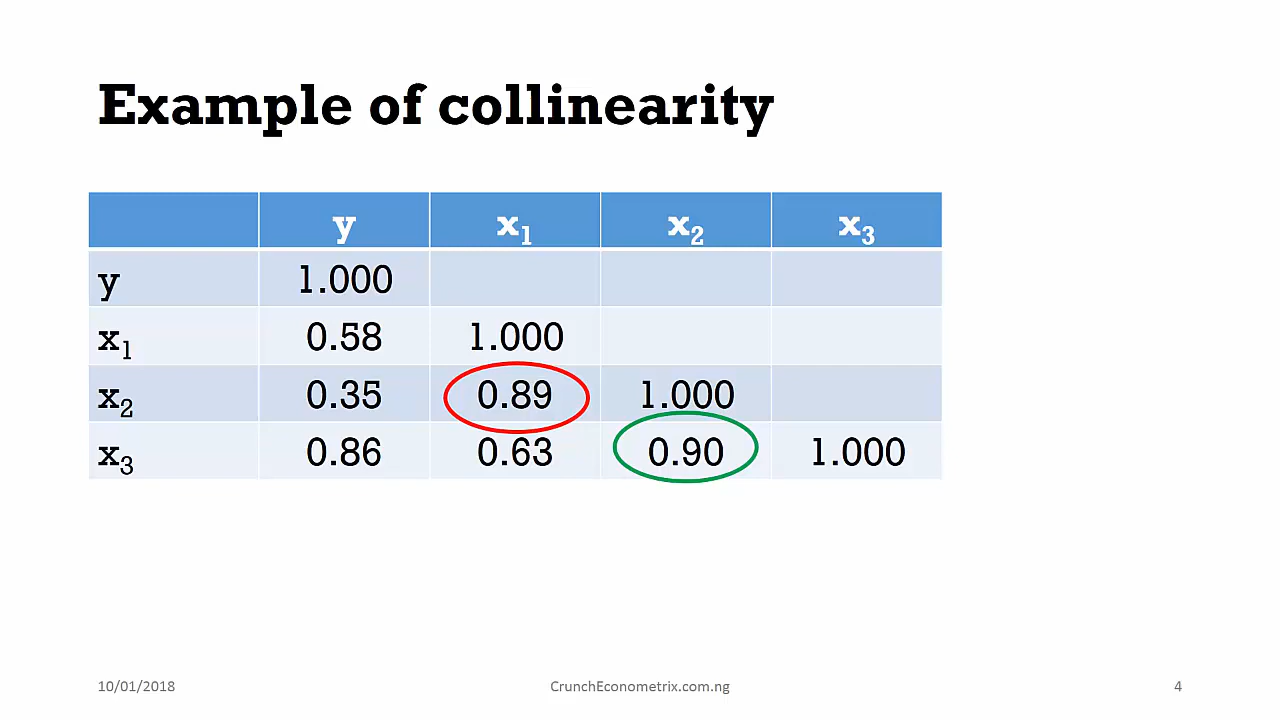 Example of collinearity
y x₁ x₂ x₃
y 1.000
x₁ 0.58 1.000
x₂ 0.35 0.89 1.000
x₃ 0.86 0.63 0.90 1.000
10/01/2018 CrunchEconometrix.com.ng 4